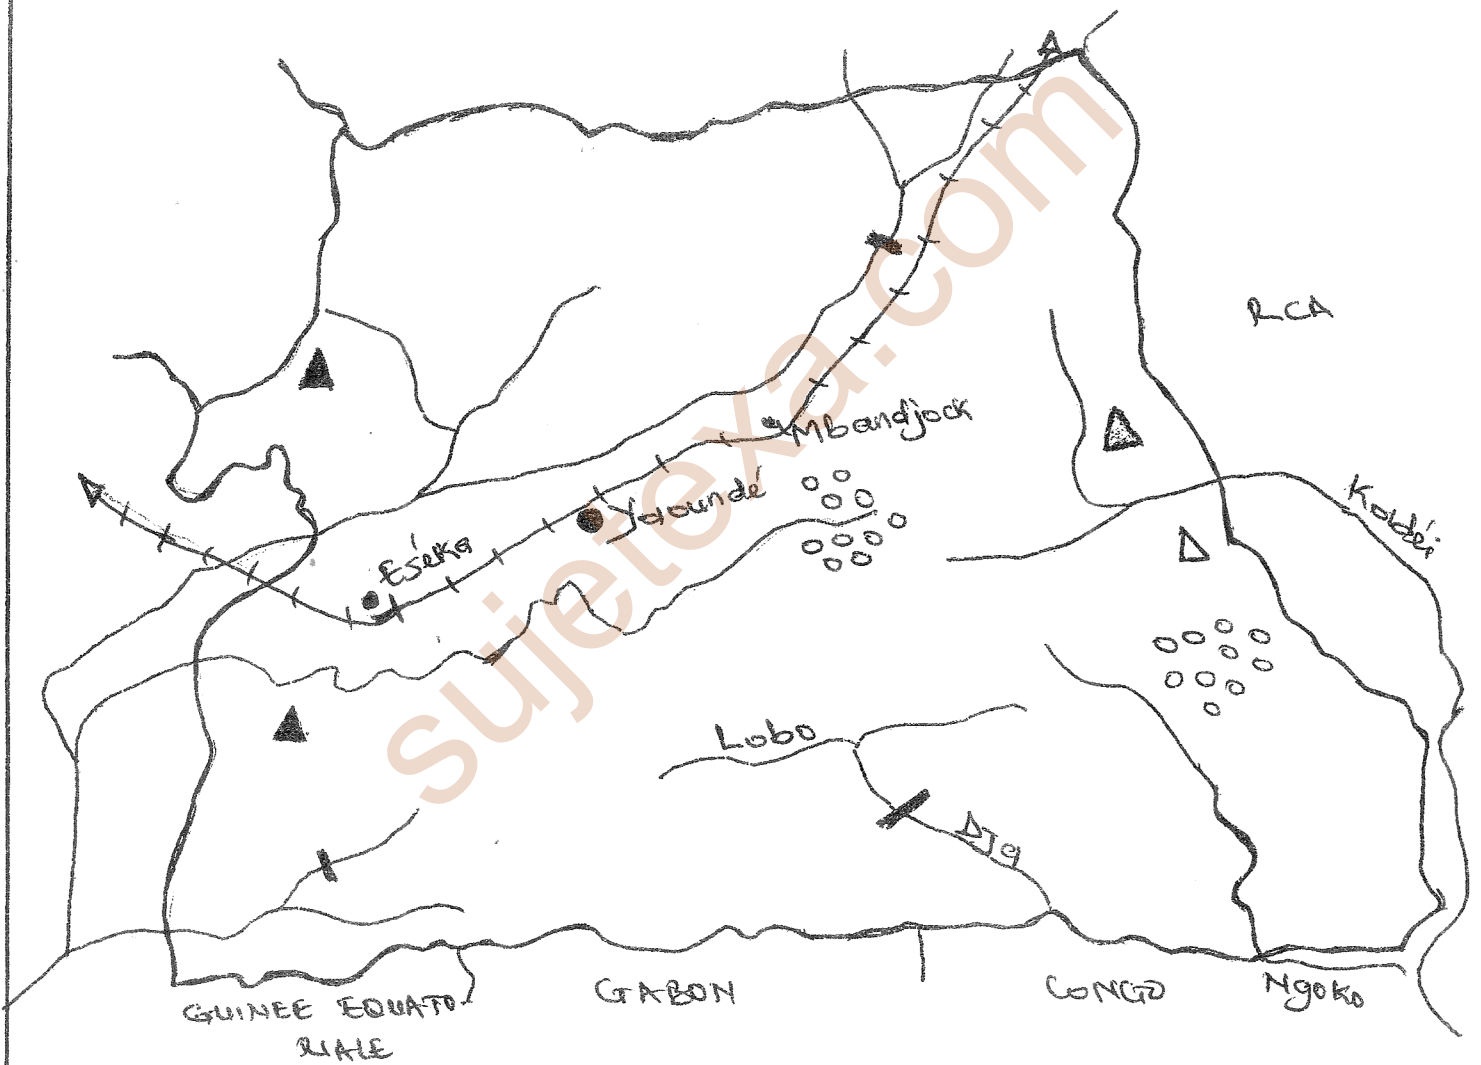 RCA
Mbandjock
Kadéi
Yaoundé
Eséka
Lobo
DJa
GUINEE EQUATO-
RIALE
GABON
CONGO
Ngoko
sujetexa.com